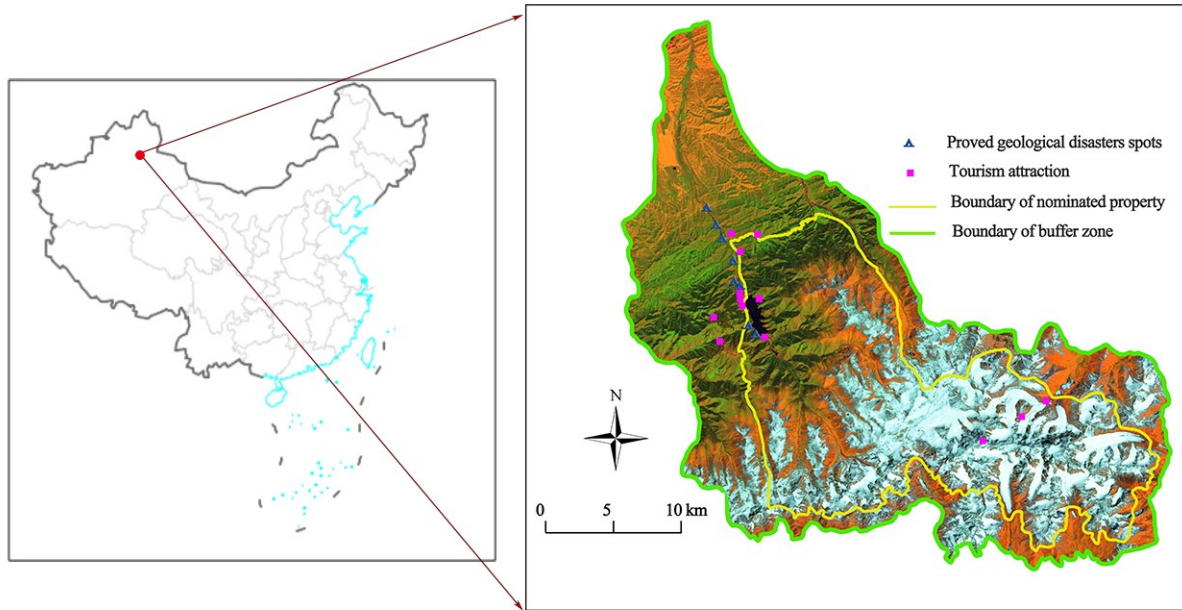 Proved geological disasters spots
Tourism attraction
Boundary of nominated property
Boundary of buffer zone
N
0 5 10 km